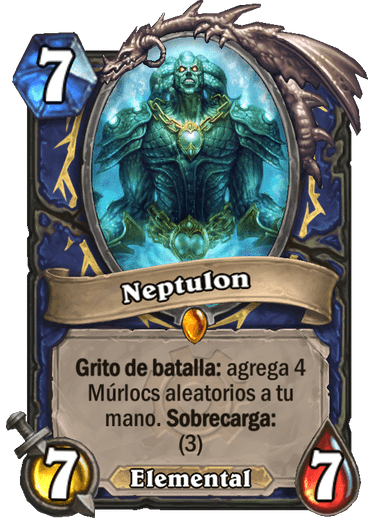 7
Neptulon
Grito de batalla: agrega 4
Múrlocs aleatorios a tu
mano. Sobrecarga:
(3)
7
Elemental
7